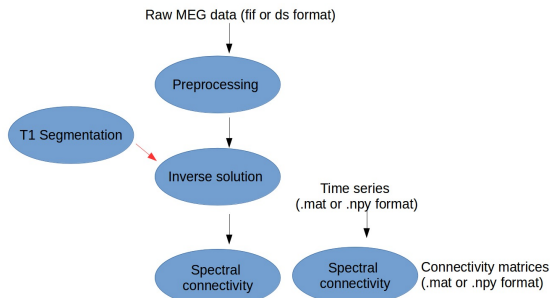 Raw MEG data (fif or ds format)
Preprocessing
T1 Segmentation
Inverse solution
Time series
(.mat or .npy format)
Spectral
connectivity
Spectral
connectivity
Connectivity matrices
(.mat or .npy format)